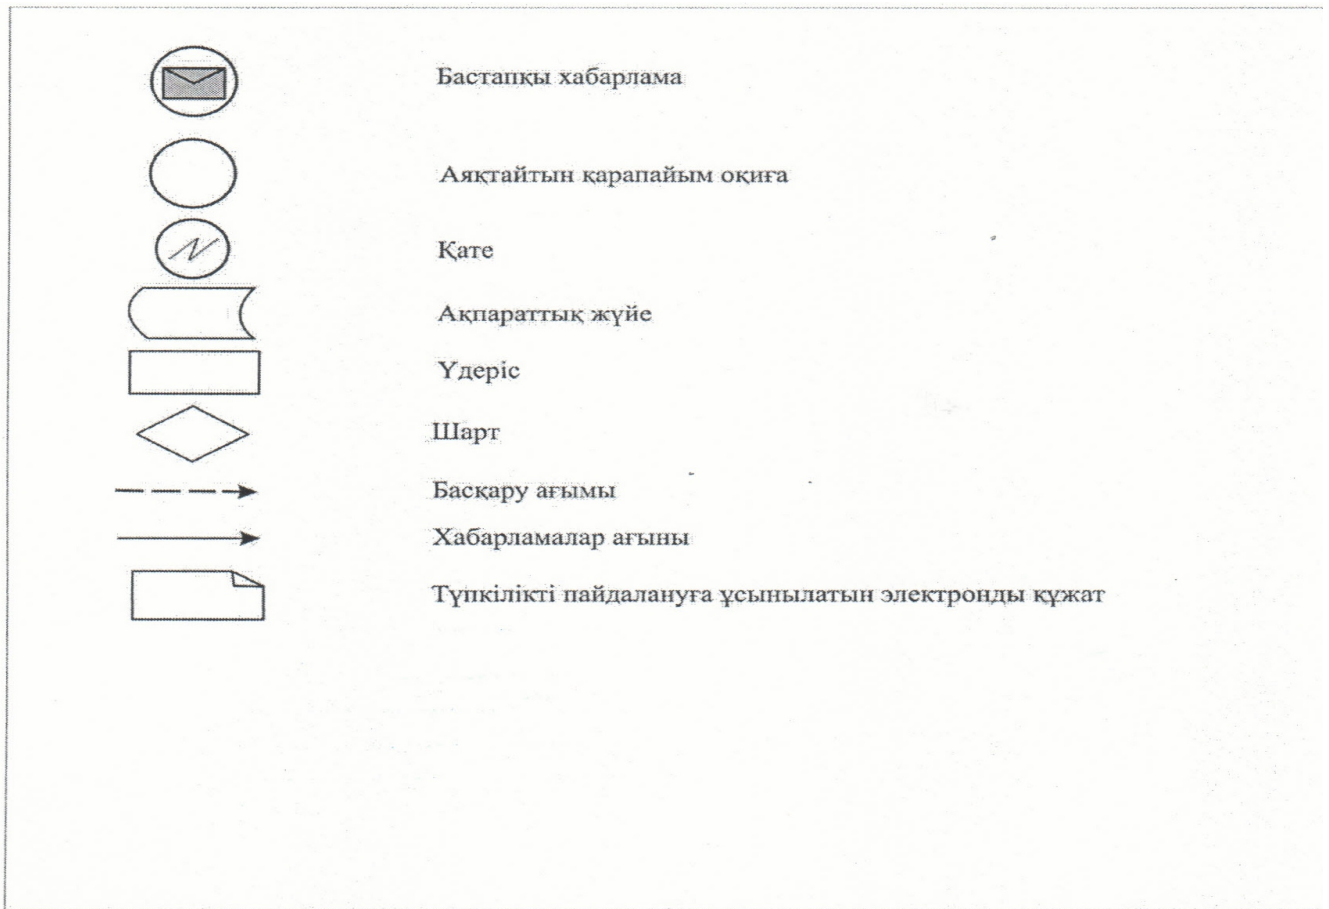 Бастапқы хабарлама
Аяқтайтын қарапайым оқиға
Қате
Ақпараттық жүйе
Үдеріс
Шарт
Басқару ағымы
Хабарламалар ағыны
Түпкілікті пайдалануға ұсынылатын электронды құжат